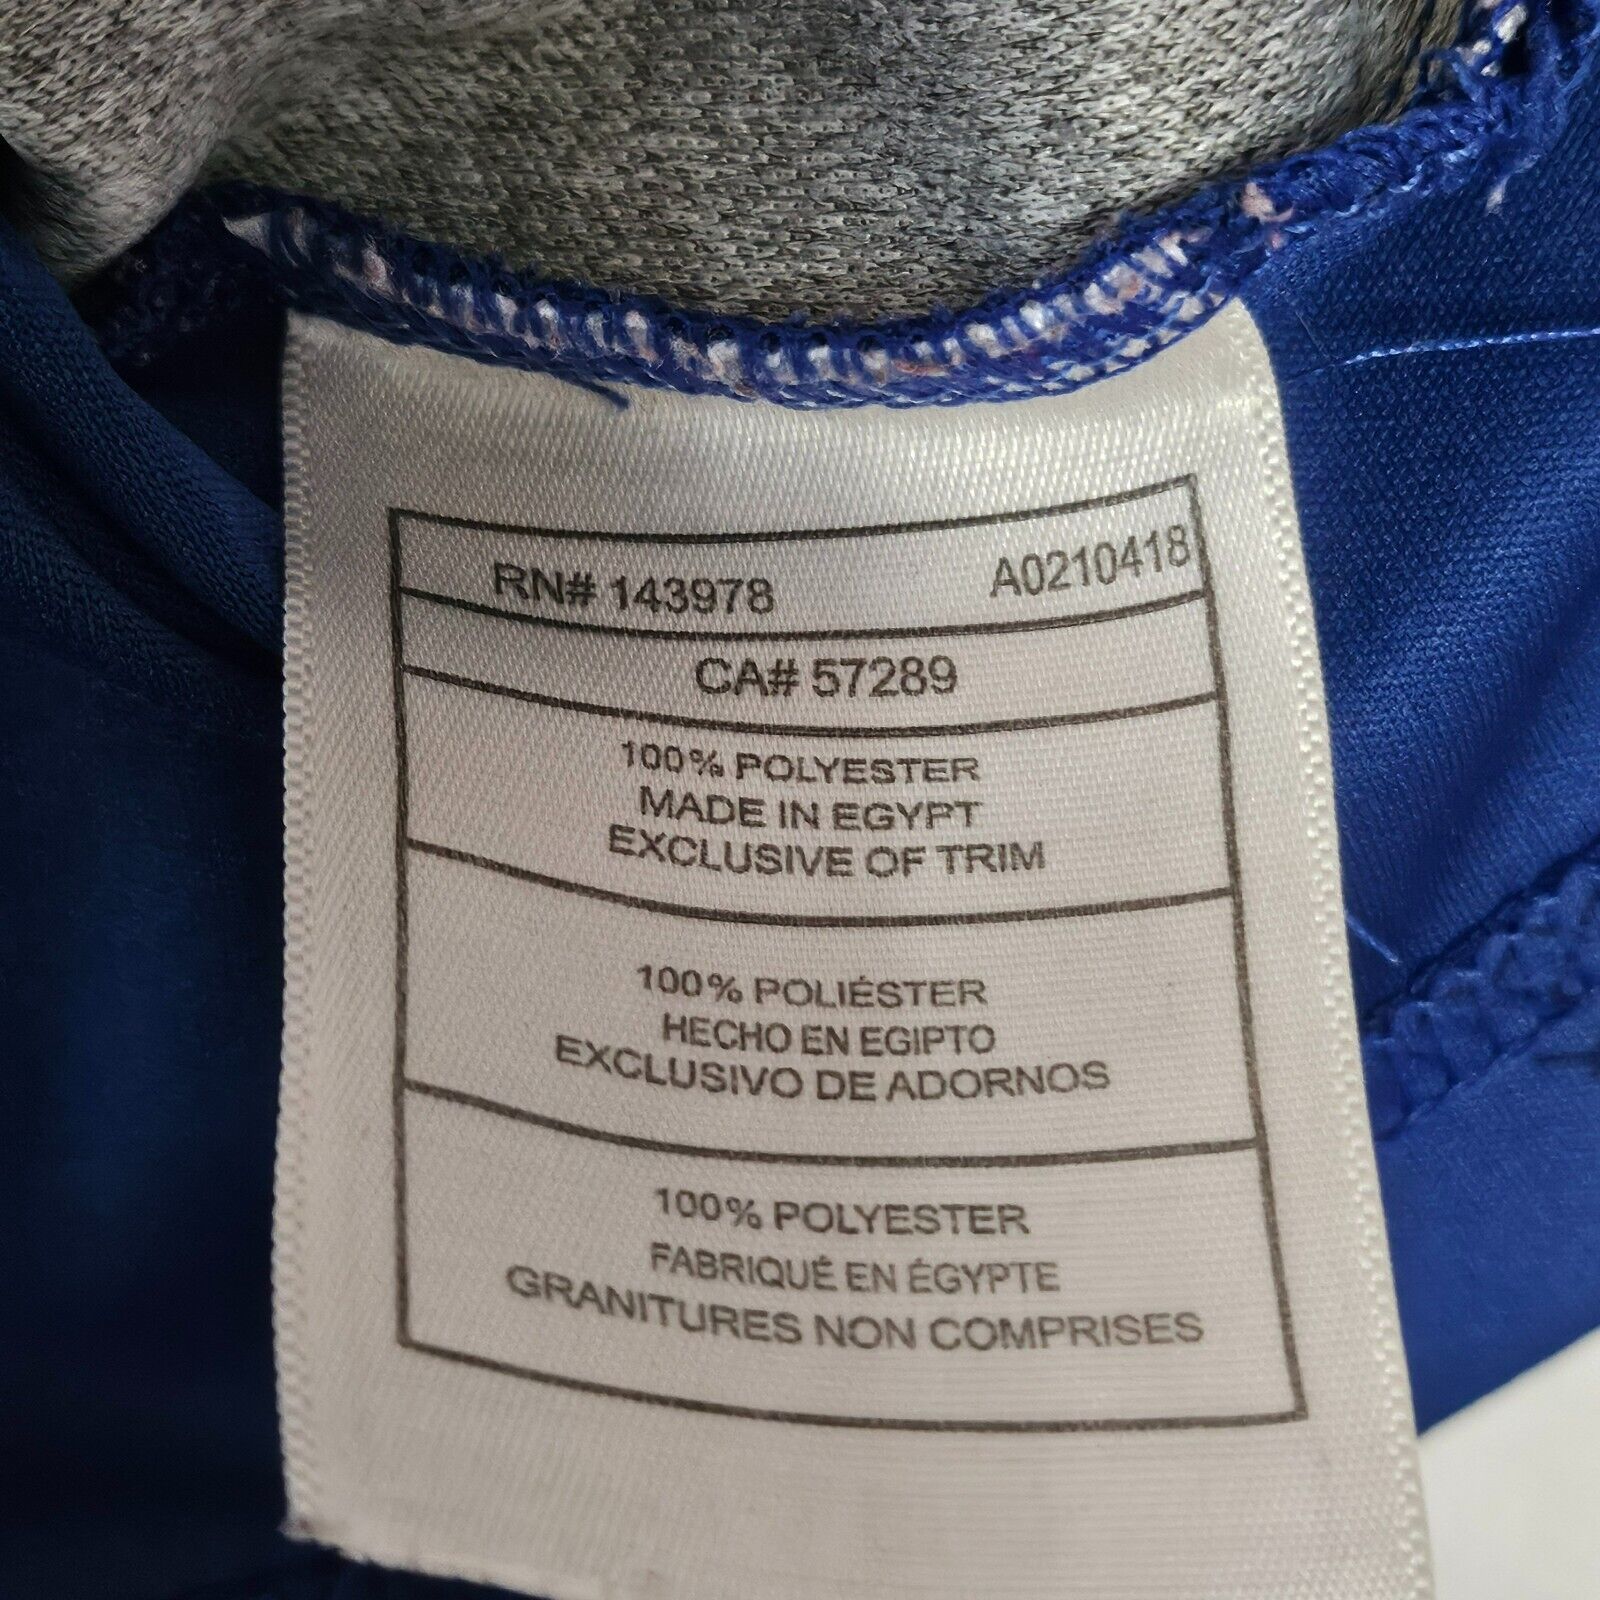 RN# 143978 A0210418
CA# 57289
100% POLYESTER
MADE IN EGYPT
EXCLUSIVE OF TRIM
100% POLIÉSTER
HECHO EN EGIPTO
EXCLUSIVO DE ADORNOS
100% POLYESTER
FABRIQUÉ EN ÉGYPTE
GRANITURES NON COMPRISES